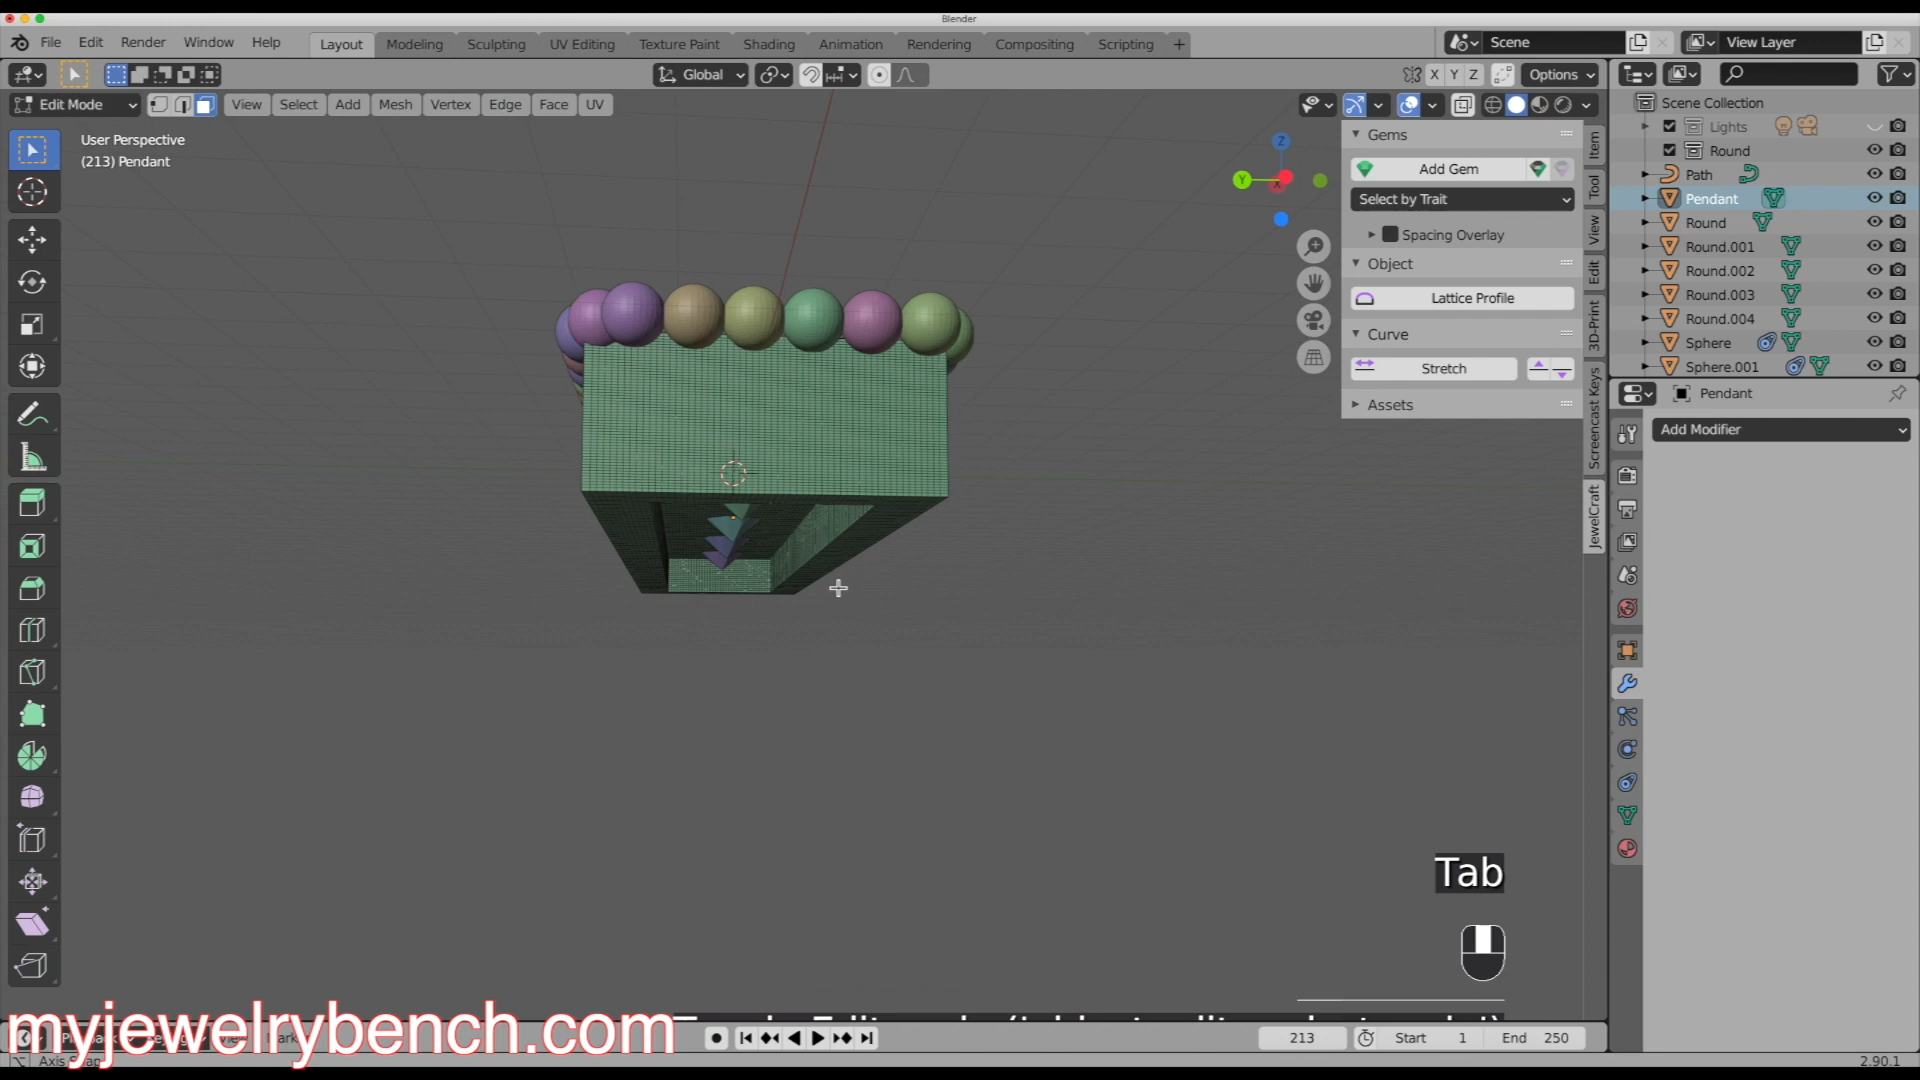 Blender
File Edit Render Window Help Layout Modeling Sculpting UV Editing Texture Paint Shading Animation Rendering Compositing Scripting + Scene View Layer
Global X Y Z Options
Edit Mode View Select Add Mesh Vertex Edge Face UV
User Perspective
(213) Pendant
Z
Y
X
Gems
Add Gem
Select by Trait
Spacing Overlay
Object
Lattice Profile
Curve
Stretch
Assets
Item
Tool
View
Edit
3D-Print
Screencast Keys
JewelCraft
Scene Collection
Lights
Round
Path
Pendant
Round
Round.001
Round.002
Round.003
Round.004
Sphere
Sphere.001
Pendant
Add Modifier
Tab
myjewelrybench.com
213 Start 1 End 250
2.90.1